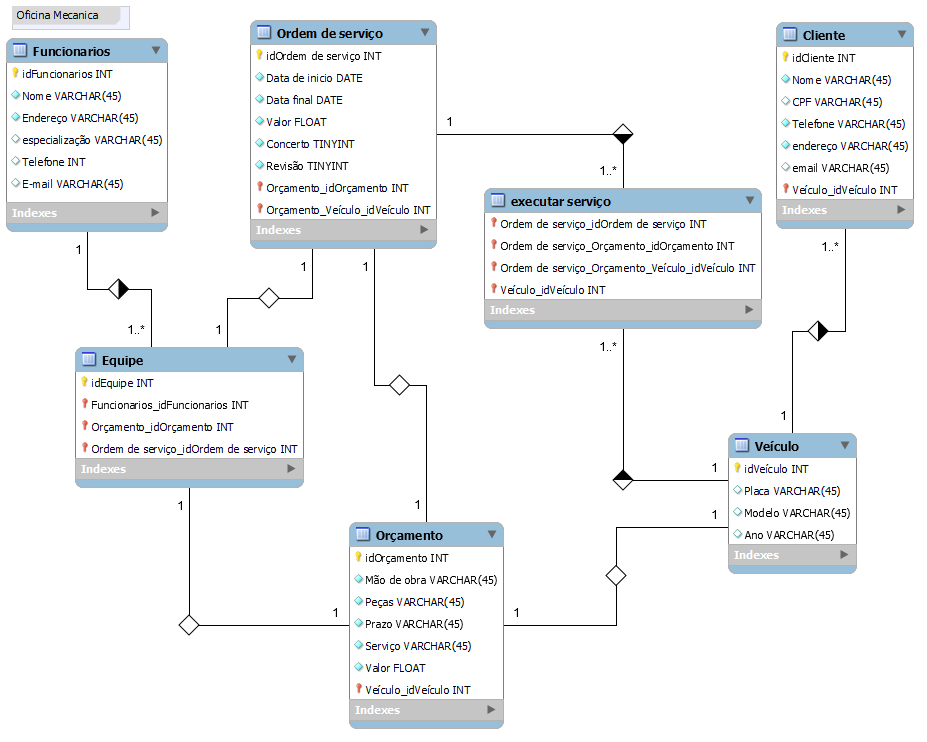 Oficina Mecanica
Funcionarios
idFuncionarios INT
Nome VARCHAR(45)
Endereço VARCHAR(45)
especialização VARCHAR(45)
Telefone INT
E-mail VARCHAR(45)
Indexes
Ordem de serviço
idOrdem de serviço INT
Data de inicio DATE
Data final DATE
Valor FLOAT
Concerto TINYINT
Revisão TINYINT
Orçamento_idOrçamento INT
Orçamento_Veículo_idVeículo INT
Indexes
Cliente
idCliente INT
Nome VARCHAR(45)
CPF VARCHAR(45)
Telefone VARCHAR(45)
endereço VARCHAR(45)
email VARCHAR(45)
Veículo_idVeículo INT
Indexes
1
1..*
executar serviço
Ordem de serviço_idOrdem de serviço INT
Ordem de serviço_Orçamento_idOrçamento INT
Ordem de serviço_Orçamento_Veículo_idVeículo INT
Veículo_idVeículo INT
Indexes
1
1..*
1
1
1
1..*
1..*
1
Equipe
idEquipe INT
Funcionarios_idFuncionarios INT
Orçamento_idOrçamento INT
Ordem de serviço_idOrdem de serviço INT
Indexes
Veículo
idVeículo INT
Placa VARCHAR(45)
Modelo VARCHAR(45)
Ano VARCHAR(45)
Indexes
1
1
1
1
1
1
Orçamento
idOrçamento INT
Mão de obra VARCHAR(45)
Peças VARCHAR(45)
Prazo VARCHAR(45)
Serviço VARCHAR(45)
Valor FLOAT
Veículo_idVeículo INT
Indexes